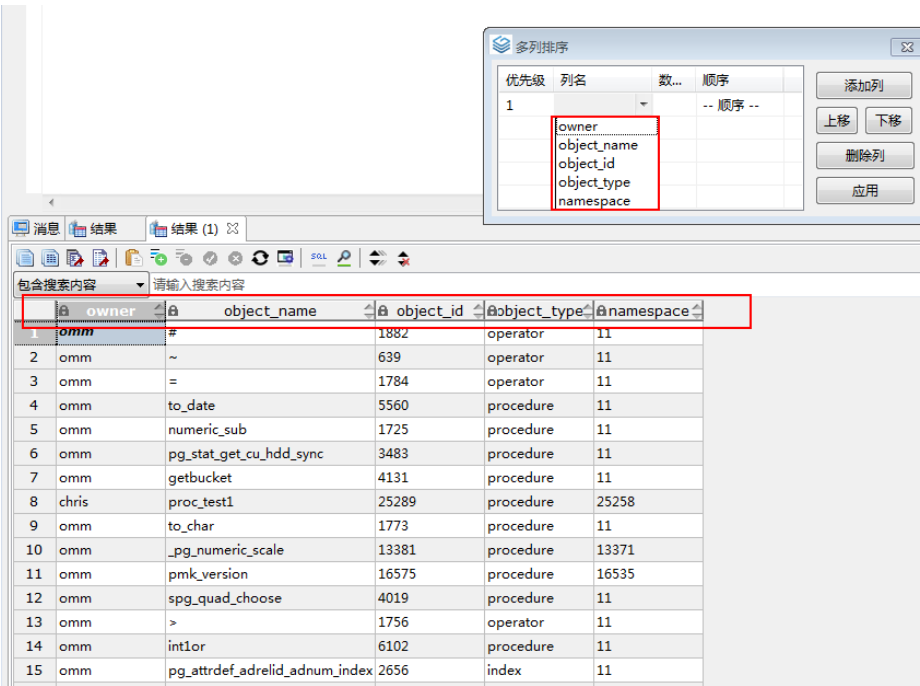 多列排序
优先级 列名 数... 顺序
1 -- 顺序 --
owner
object_name
object_id
object_type
namespace
添加列
上移 下移
删除列
应用
消息 结果 结果 (1)
SQL
包含搜索内容 请输入搜索内容
owner object_name object_id object_type namespace
1 omm # 1882 operator 11
2 omm ~ 639 operator 11
3 omm = 1784 operator 11
4 omm to_date 5560 procedure 11
5 omm numeric_sub 1725 procedure 11
6 omm pg_stat_get_cu_hdd_sync 3483 procedure 11
7 omm getbucket 4131 procedure 11
8 chris proc_test1 25289 procedure 25258
9 omm to_char 1773 procedure 11
10 omm _pg_numeric_scale 13381 procedure 13371
11 omm pmk_version 16575 procedure 16535
12 omm spg_quad_choose 4019 procedure 11
13 omm > 1756 operator 11
14 omm int1or 6102 procedure 11
15 omm pg_attrdef_adrelid_adnum_index 2656 index 11